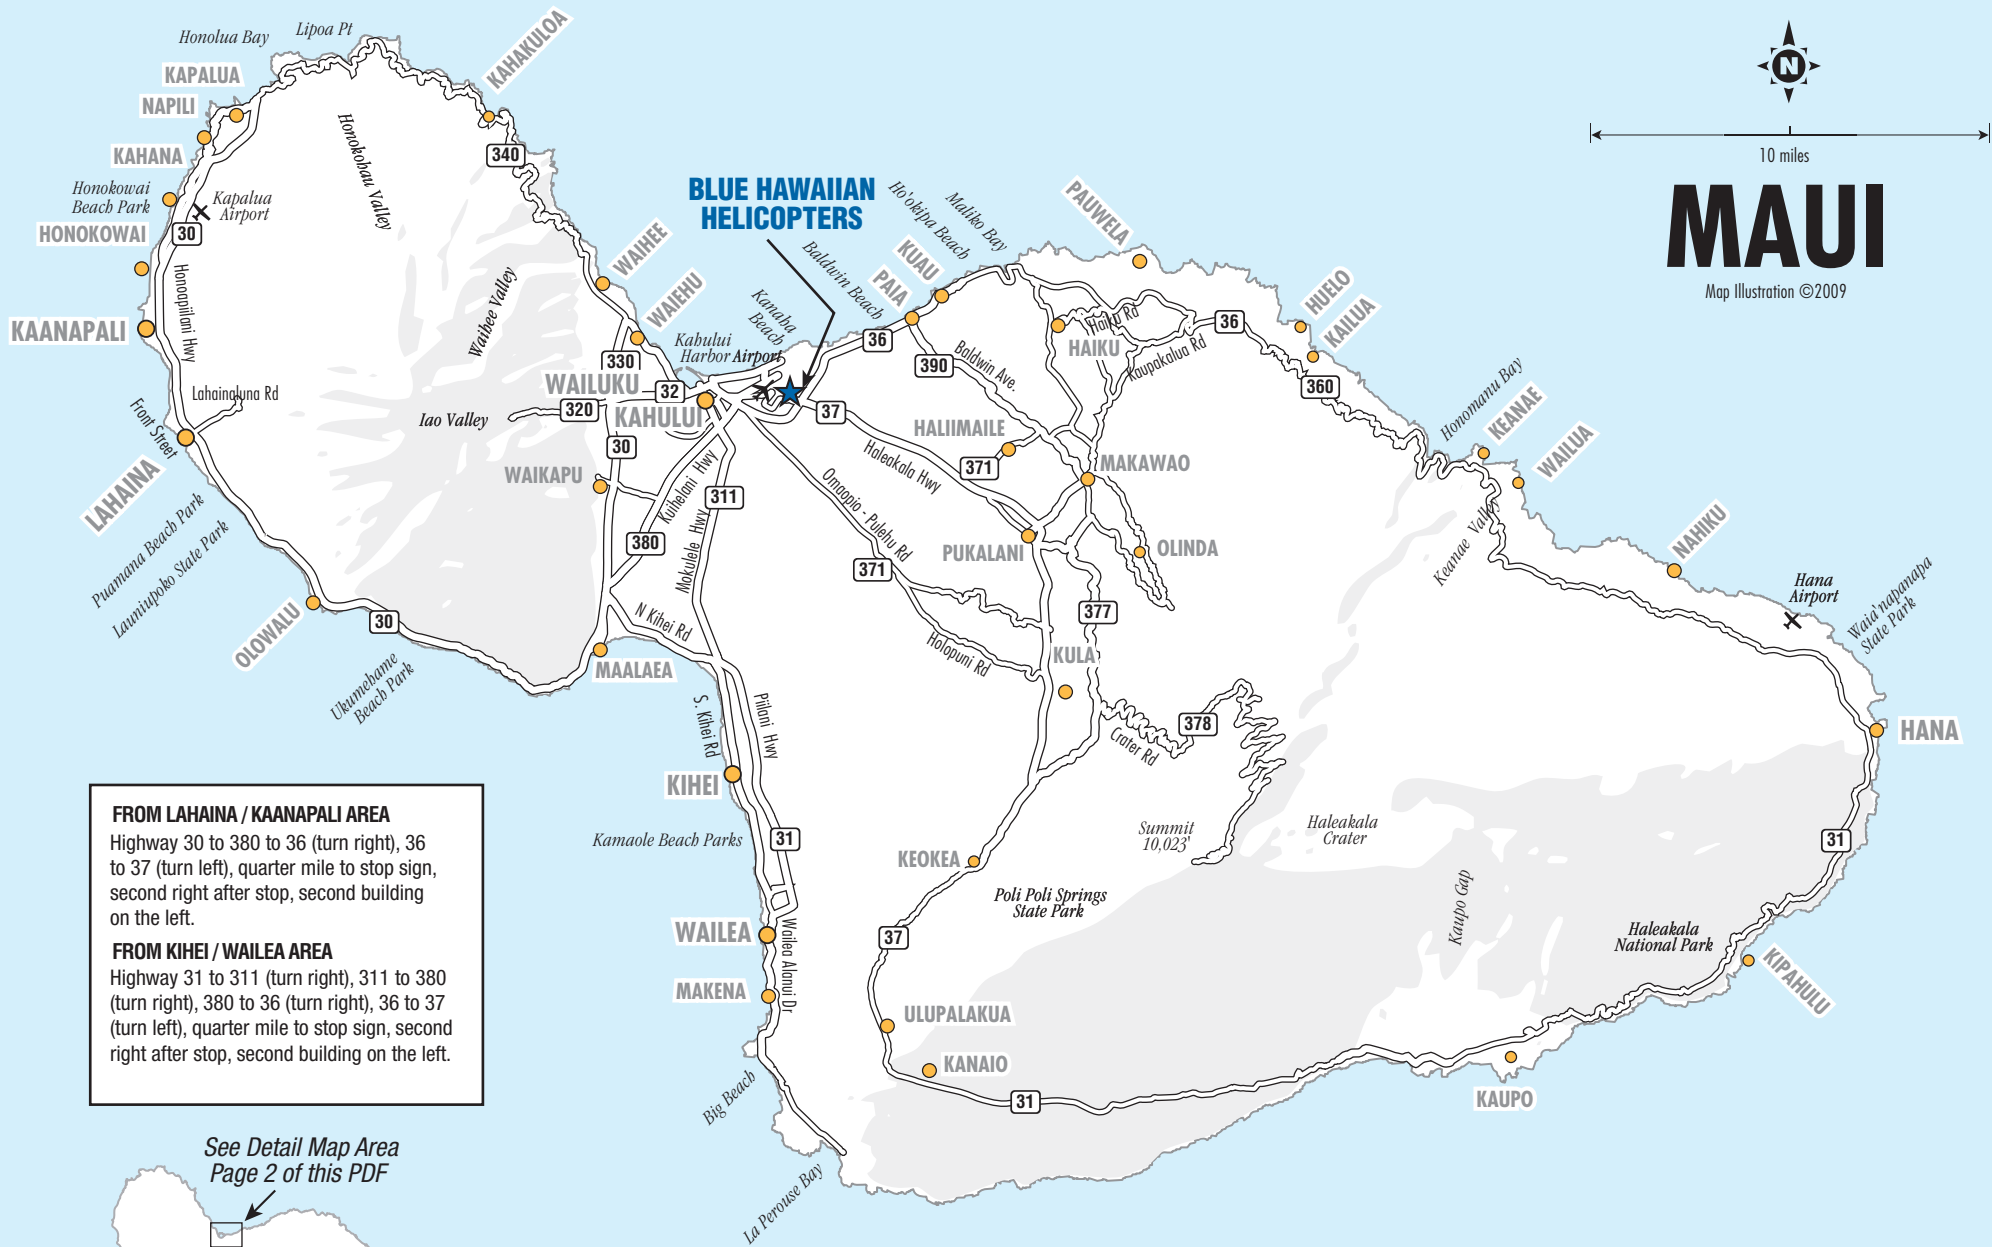 Honolua Bay
Lipoa Pt
KAPALUA
NAPILI
KAHANA
KAHAKULOA
Honokohau Valley
340
Honokowai
Beach Park
Kapalua
Airport
HONOKOWAI
30
Honoapiilani Hwy
KAANAPALI
Lahainaluna Rd
Front Street
LAHAINA
Puamana Beach Park
Launiupoko State Park
OLOWALU
30
Ukumehame
Beach Park
Waihee Valley
WAIHEE
WAIEHU
330
WAILUKU
32
320
Iao Valley
KAHULUI
30
WAIKAPU
Kuihelani Hwy
311
380
Mokulele Hwy
N Kihei Rd
MAALAEA
Kahului
Harbor
Airport
Kanaha
Beach
BLUE HAWAIIAN
HELICOPTERS
Baldwin Beach
Ho'okipa Beach
Maliko Bay
KUAU
PAIA
36
390
Baldwin Ave.
37
Haleakala Hwy
HALIIMAILE
371
MAKAWAO
PAUWELA
Haiku Rd
HAIKU
Kaupakalua Rd
36
HUELO
KAILUA
360
Honomanu Bay
KEANAE
WAILUA
Keanae Valley
NAHIKU
Hana
Airport
Waia'napanapa
State Park
HANA
Omaopio - Pulehu Rd
371
PUKALANI
OLINDA
377
Holopuni Rd
KULA
378
Crater Rd
S. Kihei Rd
Piilani Hwy
KIHEI
Kamaole Beach Parks
31
WAILEA
Wailea Alanui Dr
MAKENA
Big Beach
La Perouse Bay
Summit
10,023'
Haleakala
Crater
KEOKEA
Poli Poli Springs
State Park
37
ULUPALAKUA
KANAIO
31
Kaupo Gap
Haleakala
National Park
31
KIPAHULU
KAUPO
N
10 miles
MAUI
Map Illustration ©2009
FROM LAHAINA / KAANAPALI AREA
Highway 30 to 380 to 36 (turn right), 36
to 37 (turn left), quarter mile to stop sign,
second right after stop, second building
on the left.
FROM KIHEI / WAILEA AREA
Highway 31 to 311 (turn right), 311 to 380
(turn right), 380 to 36 (turn right), 36 to 37
(turn left), quarter mile to stop sign, second
right after stop, second building on the left.
See Detail Map Area
Page 2 of this PDF